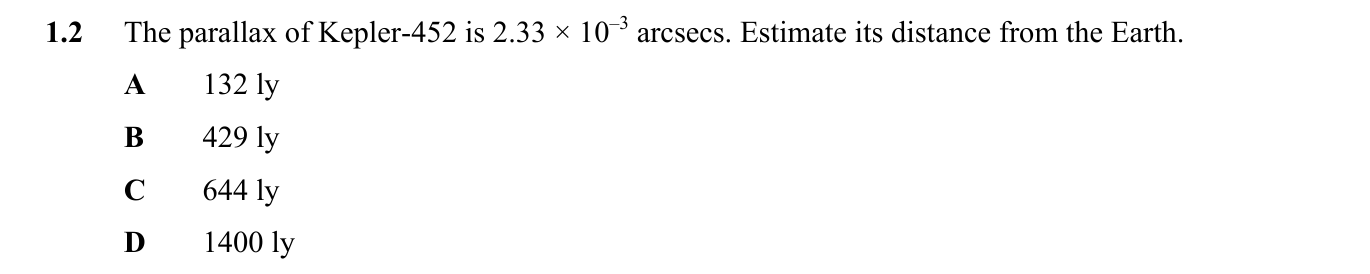 1.2 The parallax of Kepler-452 is 2.33 × 10⁻³ arcsecs. Estimate its distance from the Earth.
A 132 ly
B 429 ly
C 644 ly
D 1400 ly